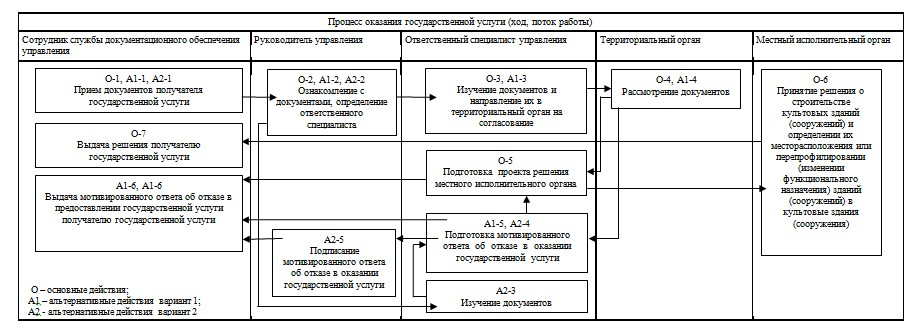 Процесс оказания государственной услуги (ход, поток работы)
Сотрудник службы документационного обеспечения
управления
Руководитель управления
Ответственный специалист управления
Территориальный орган
Местный исполнительный орган
О-1, А1-1, А2-1
Прием документов получателя
государственной услуги
О-2, А1-2, А2-2
Ознакомление с
документами, определение
ответственного
специалиста
О-3, А1-3
Изучение документов и
направление их в
территориальный орган на
согласование
О-4, А1-4
Рассмотрение документов
О-6
Принятие решения о
строительстве
культовых зданий
(сооружений) и
определении их
месторасположения или
перепрофилировании
(изменении
функционального
назначения) зданий
(сооружений) в
культовые здания
(сооружения)
О-7
Выдача решения получателю
государственной услуги
О-5
Подготовка проекта решения
местного исполнительного органа
А1-6, А1-6
Выдача мотивированного ответа об отказе в
предоставлении государственной услуги
получателю государственной услуги
А2-5
Подписание
мотивированного ответа
об отказе в оказании
государственной услуги
А1-5, А2-4
Подготовка мотивированного
ответа об отказе в оказании
государственной услуги
А2-3
Изучение документов
О – основные действия;
А1 – альтернативные действия вариант 1;
А2 - альтернативные действия вариант 2